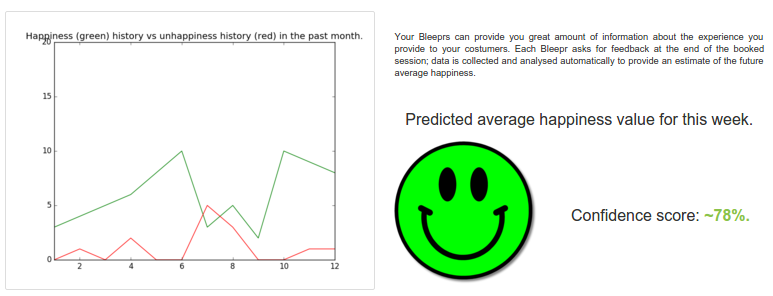 Happiness (green) history vs unhappiness history (red) in the past month.
20
15
10
5
0
2 4 6 8 10 12
Your Bleeprs can provide you great amount of information about the experience you
provide to your costumers. Each Bleepr asks for feedback at the end of the booked
session; data is collected and analysed automatically to provide an estimate of the future
average happiness.
Predicted average happiness value for this week.
Confidence score: ~78%.